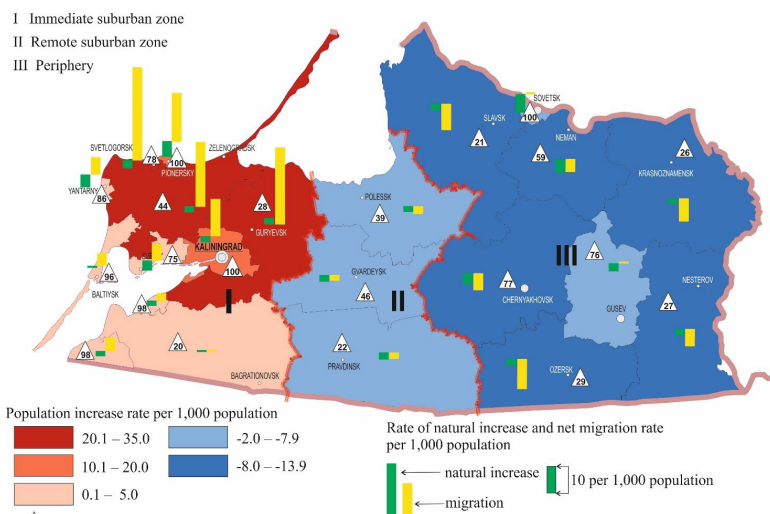 I Immediate suburban zone
II Remote suburban zone
III Periphery
SOVETSK
100
SLAVSK
21
NEMAN
59
26
KRASNOZNAMENSK
SVETLOGORSK
78
100
PIONERSKY
ZELENOGRADSK
YANTARNY
86
44
28
GURYEVSK
POLESSK
39
KALININGRAD
75
100
96
BALTIYSK
98
I
GVARDEYSK
46
II
III
76
77
CHERNYAKHOVSK
NESTEROV
27
GUSEV
98
20
BAGRATIONOVSK
22
PRAVDINSK
OZERSK
29
Population increase rate per 1,000 population
20.1 – 35.0
10.1 – 20.0
0.1 – 5.0
-2.0 – -7.9
-8.0 – -13.9
Rate of natural increase and net migration rate
per 1,000 population
natural increase
migration
10 per 1,000 population